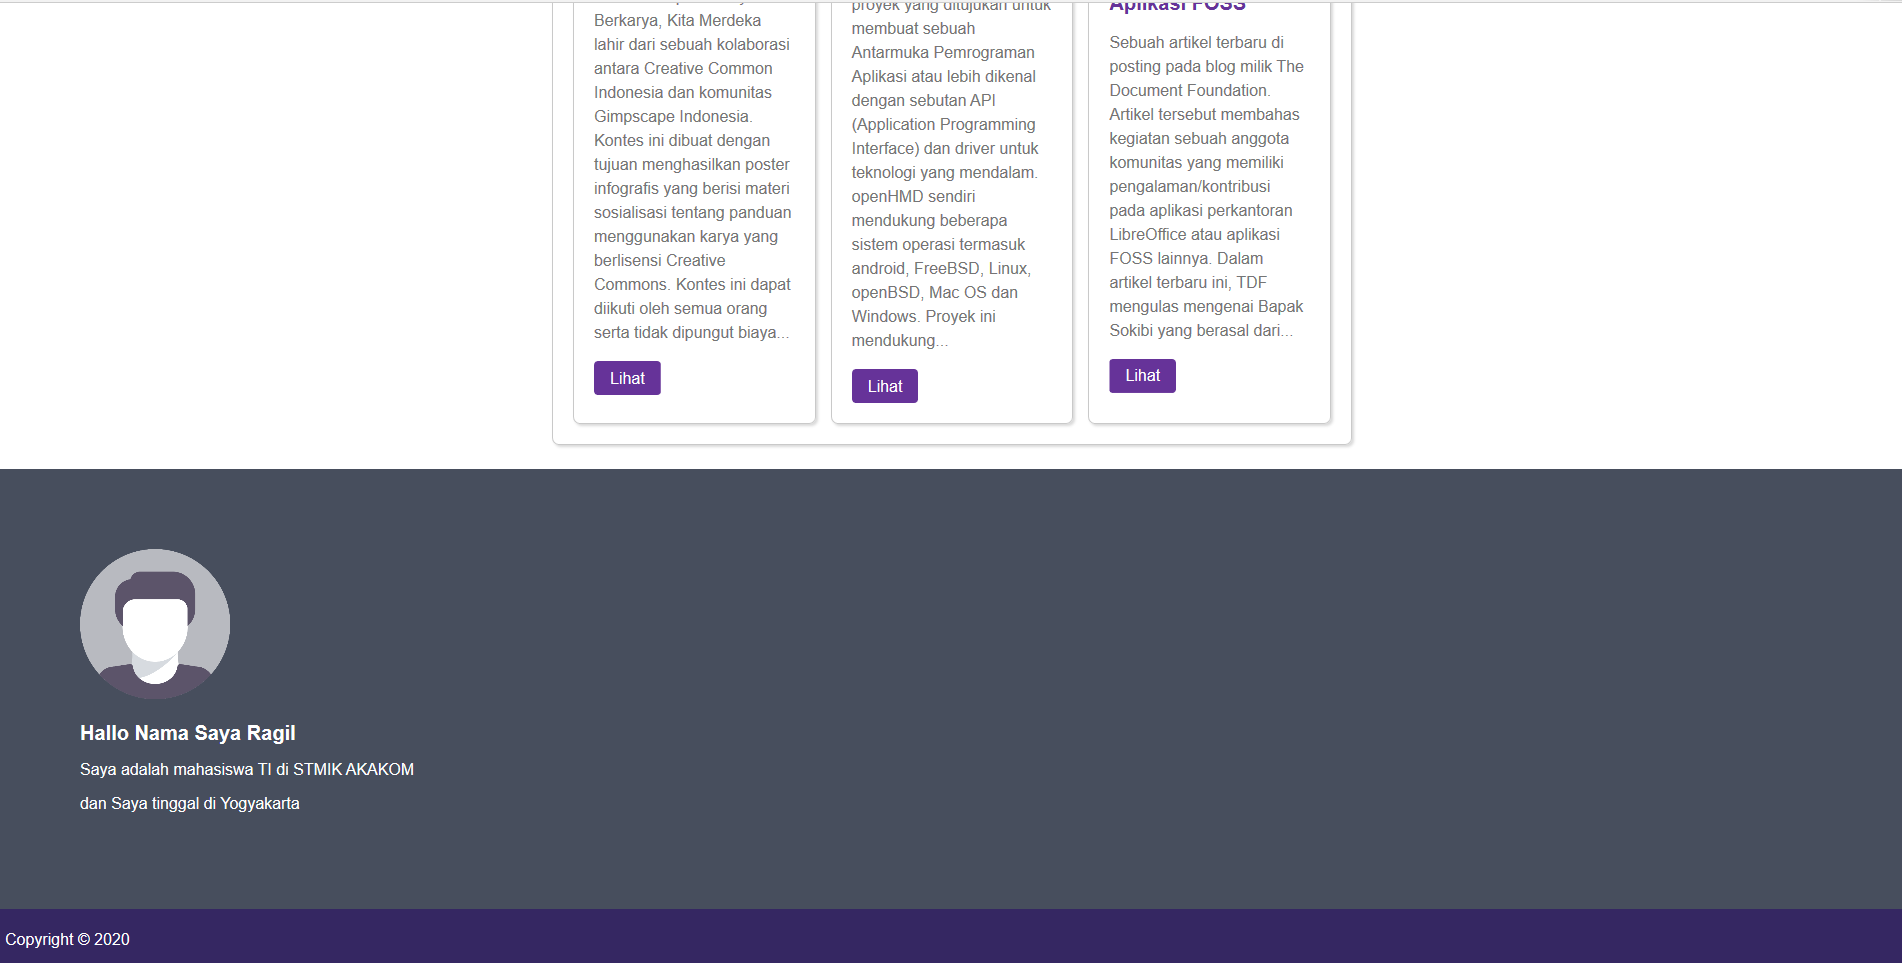 Berkarya, Kita Merdeka
lahir dari sebuah kolaborasi
antara Creative Common
Indonesia dan komunitas
Gimpscape Indonesia.
Kontes ini dibuat dengan
tujuan menghasilkan poster
infografis yang berisi materi
sosialisasi tentang panduan
menggunakan karya yang
berlisensi Creative
Commons. Kontes ini dapat
diikuti oleh semua orang
serta tidak dipungut biaya...
Lihat
proyek yang ditujukan untuk
membuat sebuah
Antarmuka Pemrograman
Aplikasi atau lebih dikenal
dengan sebutan API
(Application Programming
Interface) dan driver untuk
teknologi yang mendalam.
openHMD sendiri
mendukung beberapa
sistem operasi termasuk
android, FreeBSD, Linux,
openBSD, Mac OS dan
Windows. Proyek ini
mendukung...
Lihat
Aplikasi FOSS
Sebuah artikel terbaru di
posting pada blog milik The
Document Foundation.
Artikel tersebut membahas
kegiatan sebuah anggota
komunitas yang memiliki
pengalaman/kontribusi
pada aplikasi perkantoran
LibreOffice atau aplikasi
FOSS lainnya. Dalam
artikel terbaru ini, TDF
mengulas mengenai Bapak
Sokibi yang berasal dari...
Lihat
Hallo Nama Saya Ragil
Saya adalah mahasiswa TI di STMIK AKAKOM
dan Saya tinggal di Yogyakarta
Copyright © 2020